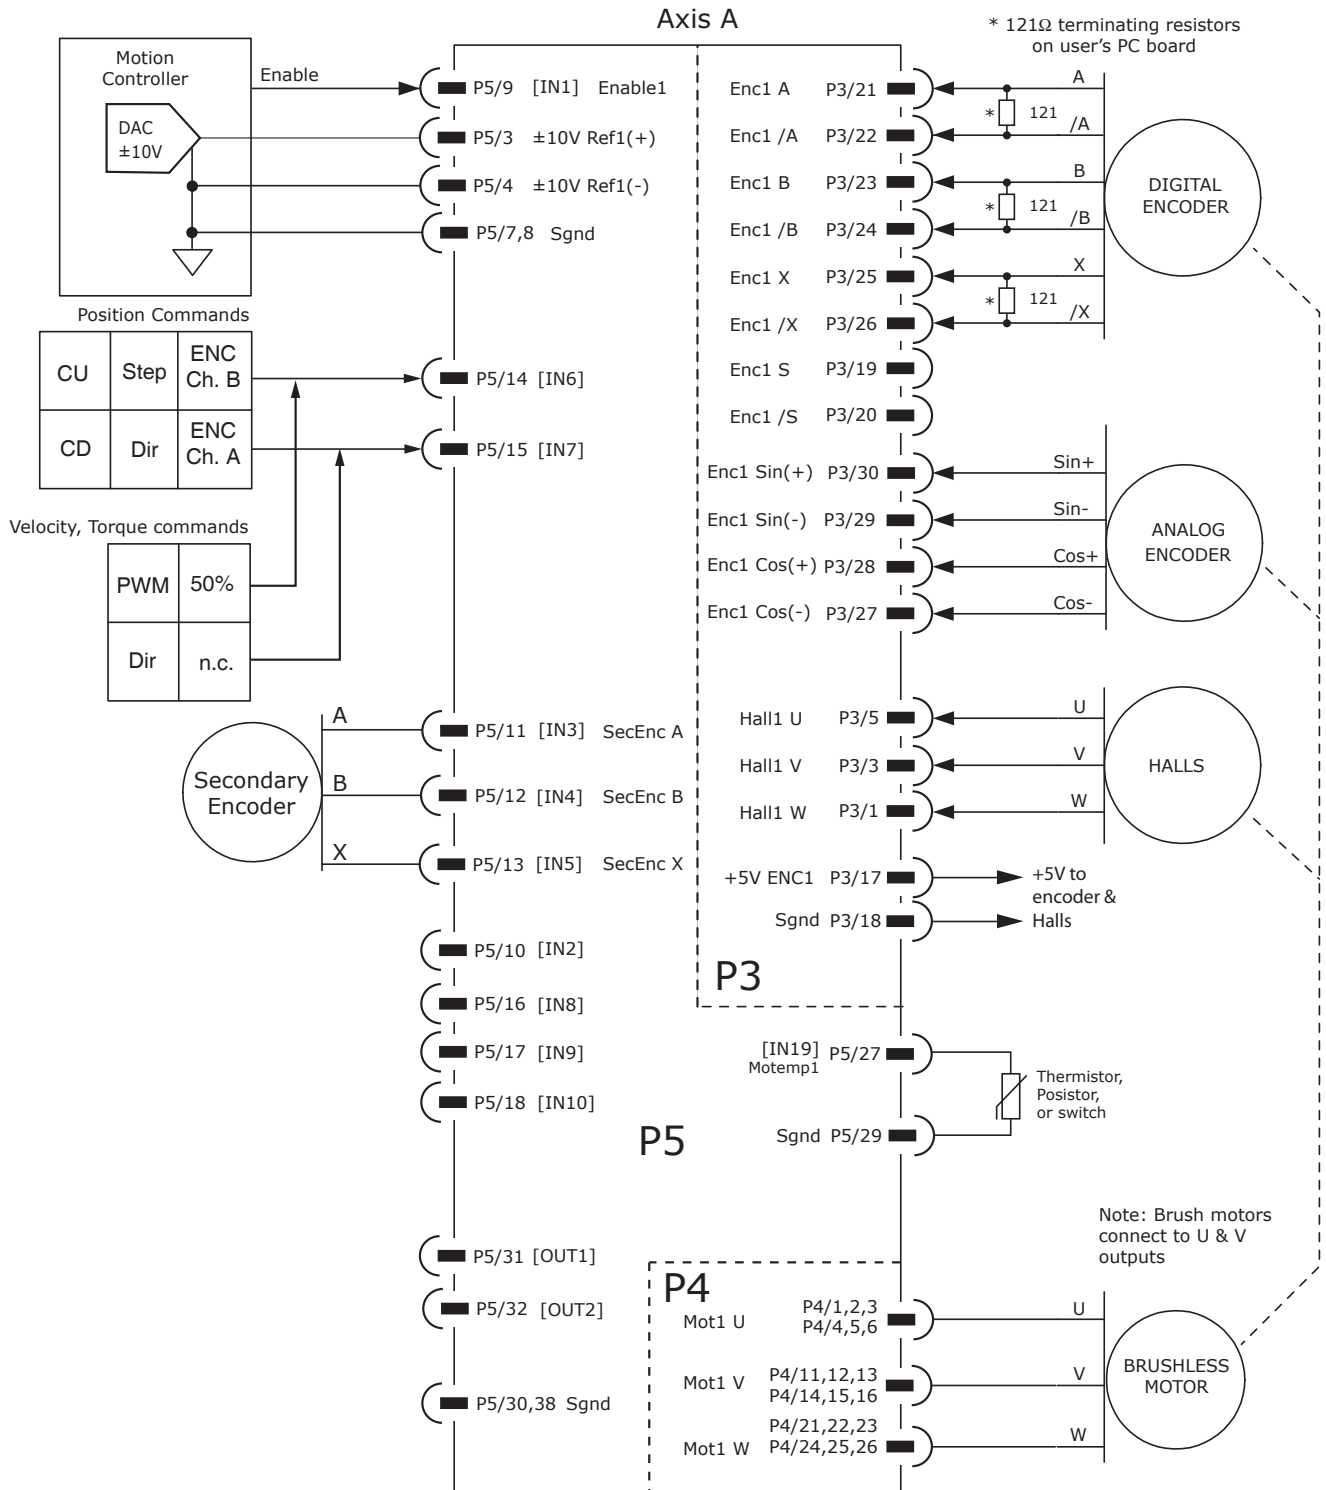 Axis A
* 121Ω terminating resistors
on user's PC board
Motion
Controller
Enable
DAC
±10V
P5/9 [IN1] Enable1
P5/3 ±10V Ref1(+)
P5/4 ±10V Ref1(-)
P5/7,8 Sgnd
Position Commands
CU Step ENC Ch. B
CD Dir ENC Ch. A
P5/14 [IN6]
P5/15 [IN7]
Velocity, Torque commands
PWM 50%
Dir n.c.
Secondary
Encoder
A
B
X
P5/11 [IN3] SecEnc A
P5/12 [IN4] SecEnc B
P5/13 [IN5] SecEnc X
P5/10 [IN2]
P5/16 [IN8]
P5/17 [IN9]
P5/18 [IN10]
P5
P5/31 [OUT1]
P5/32 [OUT2]
P5/30,38 Sgnd
Enc1 A P3/21
Enc1 /A P3/22
Enc1 B P3/23
Enc1 /B P3/24
Enc1 X P3/25
Enc1 /X P3/26
Enc1 S P3/19
Enc1 /S P3/20
A
* 121
/A
B
* 121
/B
X
* 121
/X
DIGITAL
ENCODER
Enc1 Sin(+) P3/30
Enc1 Sin(-) P3/29
Enc1 Cos(+) P3/28
Enc1 Cos(-) P3/27
Sin+
Sin-
Cos+
Cos-
ANALOG
ENCODER
Hall1 U P3/5
Hall1 V P3/3
Hall1 W P3/1
U
V
W
HALLS
+5V ENC1 P3/17
Sgnd P3/18
+5V to
encoder &
Halls
P3
[IN19] P5/27
Motemp1
Sgnd P5/29
Thermistor,
Posistor,
or switch
Note: Brush motors
connect to U & V
outputs
P4
Mot1 U
P4/1,2,3
P4/4,5,6
Mot1 V
P4/11,12,13
P4/14,15,16
P4/21,22,23
Mot1 W P4/24,25,26
U
V
W
BRUSHLESS
MOTOR